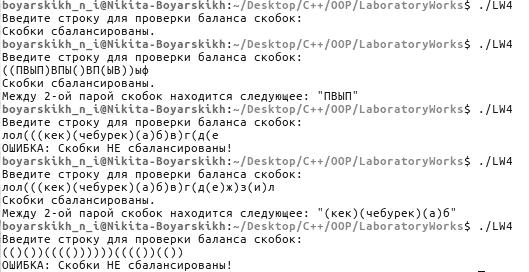 boyarskikh_n_i@Nikita-Boyarskikh:~/Desktop/C++/OOP/LaboratoryWorks$ ./LW4
Введите строку для проверки баланса скобок:
Скобки сбалансированы.
boyarskikh_n_i@Nikita-Boyarskikh:~/Desktop/C++/OOP/LaboratoryWorks$ ./LW4
Введите строку для проверки баланса скобок:
((ПВЫП)ВПЫ()ВП(ЫВ))ыф
Скобки сбалансированы.
Между 2-ой парой скобок находится следующее: "ПВЫП"
boyarskikh_n_i@Nikita-Boyarskikh:~/Desktop/C++/OOP/LaboratoryWorks$ ./LW4
Введите строку для проверки баланса скобок:
лол(((кек)(чебурек)(а)б)в)г(д(е
ОШИБКА: Скобки НЕ сбалансированы!
boyarskikh_n_i@Nikita-Boyarskikh:~/Desktop/C++/OOP/LaboratoryWorks$ ./LW4
Введите строку для проверки баланса скобок:
лол(((кек)(чебурек)(а)б)в)г(д(е)ж)з(и)л
Скобки сбалансированы.
Между 2-ой парой скобок находится следующее: "(кек)(чебурек)(а)б"
boyarskikh_n_i@Nikita-Boyarskikh:~/Desktop/C++/OOP/LaboratoryWorks$ ./LW4
Введите строку для проверки баланса скобок:
(()())(((()))))))(((())(())
ОШИБКА: Скобки НЕ сбалансированы!